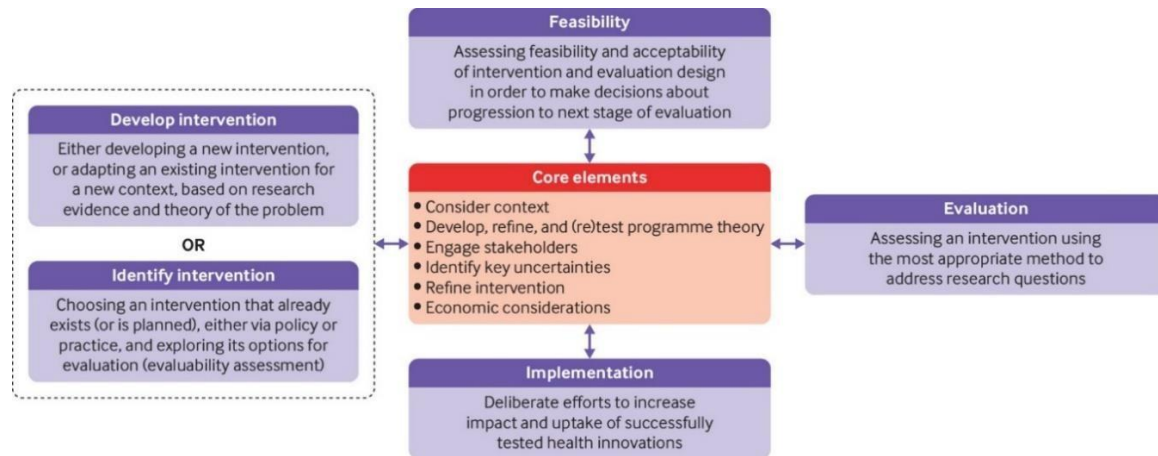 Feasibility
Assessing feasibility and acceptability
of intervention and evaluation design
in order to make decisions about
progression to next stage of evaluation
Develop intervention
Either developing a new intervention,
or adapting an existing intervention for
a new context, based on research
evidence and theory of the problem
OR
Identify intervention
Choosing an intervention that already
exists (or is planned), either via policy or
practice, and exploring its options for
evaluation (evaluability assessment)
Core elements
• Consider context
• Develop, refine, and (re)test programme theory
• Engage stakeholders
• Identify key uncertainties
• Refine intervention
• Economic considerations
Evaluation
Assessing an intervention using
the most appropriate method to
address research questions
Implementation
Deliberate efforts to increase
impact and uptake of successfully
tested health innovations